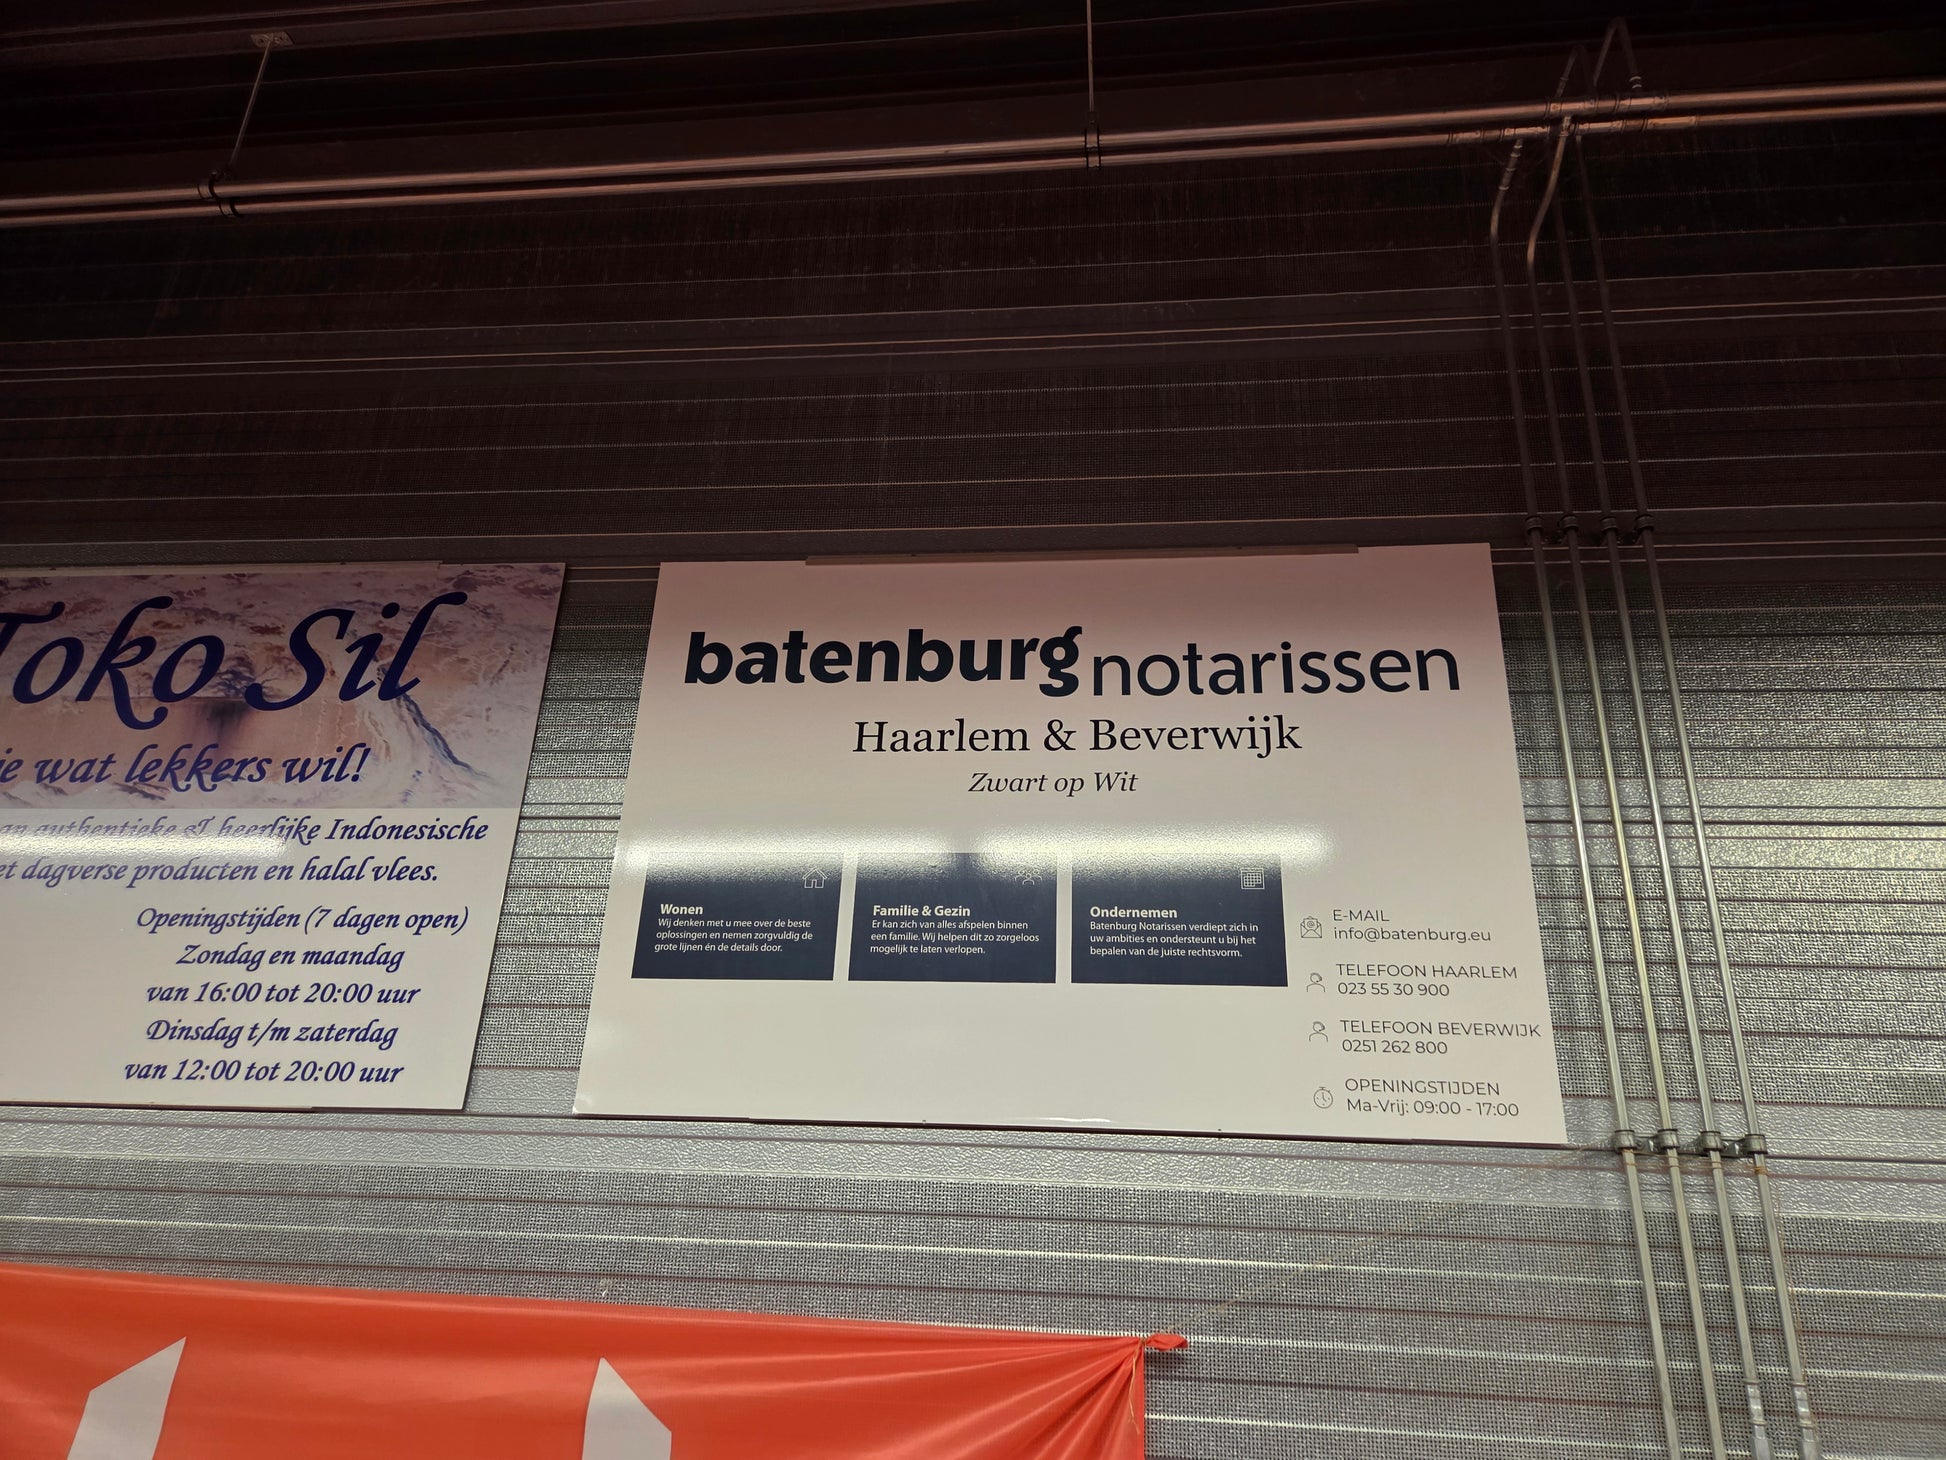 Toko Sil
je wat lekkers wil!
an authentieke & heerlijke Indonesische
et dagverse producten en halal vlees.
Openingstijden (7 dagen open)
Zondag en maandag
van 16:00 tot 20:00 uur
Dinsdag t/m zaterdag
van 12:00 tot 20:00 uur
batenburg notarissen
Haarlem & Beverwijk
Zwart op Wit
Wonen
Wij denken met u mee over de beste
oplossingen en nemen zorgvuldig de
grote lijnen én de details door.
Familie & Gezin
Er kan zich van alles afspelen binnen
een familie. Wij helpen dit zo zorgeloos
mogelijk te laten verlopen.
Ondernemen
Batenburg Notarissen verdiept zich in
uw ambities en ondersteunt u bij het
bepalen van de juiste rechtsvorm.
E-MAIL
info@batenburg.eu
TELEFOON HAARLEM
023 55 30 900
TELEFOON BEVERWIJK
0251 262 800
OPENINGSTIJDEN
Ma-Vrij: 09:00 - 17:00